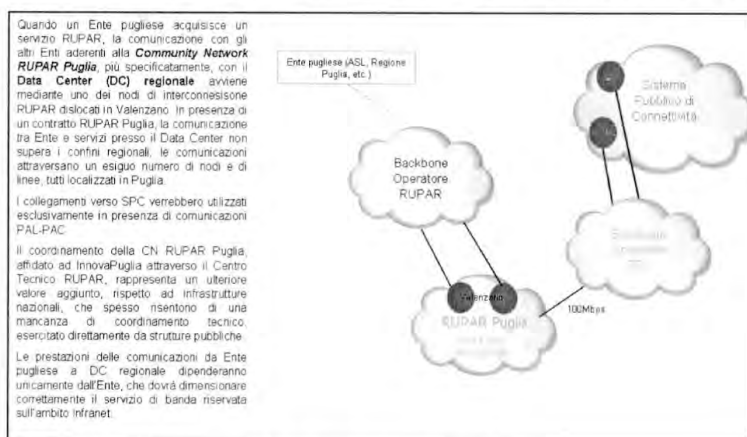 Quando un Ente pugliese acquisisce un
servizio RUPAR, la comunicazione con gli
altri Enti aderenti alla Community Network
RUPAR Puglia, più specificatamente, con il
Data Center (DC) regionale avviene
mediante uno dei nodi di interconnesisone
RUPAR dislocati in Valenzano. In presenza di
un contratto RUPAR Puglia, la comunicazione
tra Ente e servizi presso il Data Center non
supera i confini regionali, le comunicazioni
attraversano un esiguo numero di nodi e di
linee, tutti localizzati in Puglia.
I collegamenti verso SPC verrebbero utilizzati
esclusivamente in presenza di comunicazioni
PAL-PAC.
Il coordinamento della CN RUPAR Puglia,
affidato ad InnovaPuglia attraverso il Centro
Tecnico RUPAR, rappresenta un ulteriore
valore aggiunto, rispetto ad infrastrutture
nazionali, che spesso risentono di una
mancanza di coordinamento tecnico,
esercitato direttamente da strutture pubbliche.
Le prestazioni delle comunicazioni da Ente
pugliese a DC regionale dipenderanno
unicamente dall'Ente, che dovrà dimensionare
correttamente il servizio di banda riservata
sull'ambito Infranet.
Ente pugliese (ASL, Regione
Puglia, etc.)
Sistema
Pubblico di
Connettività
Backbone
Operatore
RUPAR
Valenzano
RUPAR Puglia
100Mbps